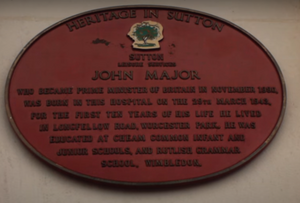 HERITAGE IN SUTTON
SUTTON
JOHN MAJOR
WHO BECAME PRIME MINISTER OF BRITAIN IN NOVEMBER 1990,
WAS BORN IN THIS HOSPITAL ON THE 29TH MARCH 1943.
FOR THE FIRST TEN YEARS OF HIS LIFE HE LIVED
IN LONGFELLOW ROAD, WORCESTER PARK. HE WAS
EDUCATED AT CHEAM COMMON INFANT AND
JUNIOR SCHOOLS, AND RUTLISH GRAMMAR
SCHOOL, WIMBLEDON.